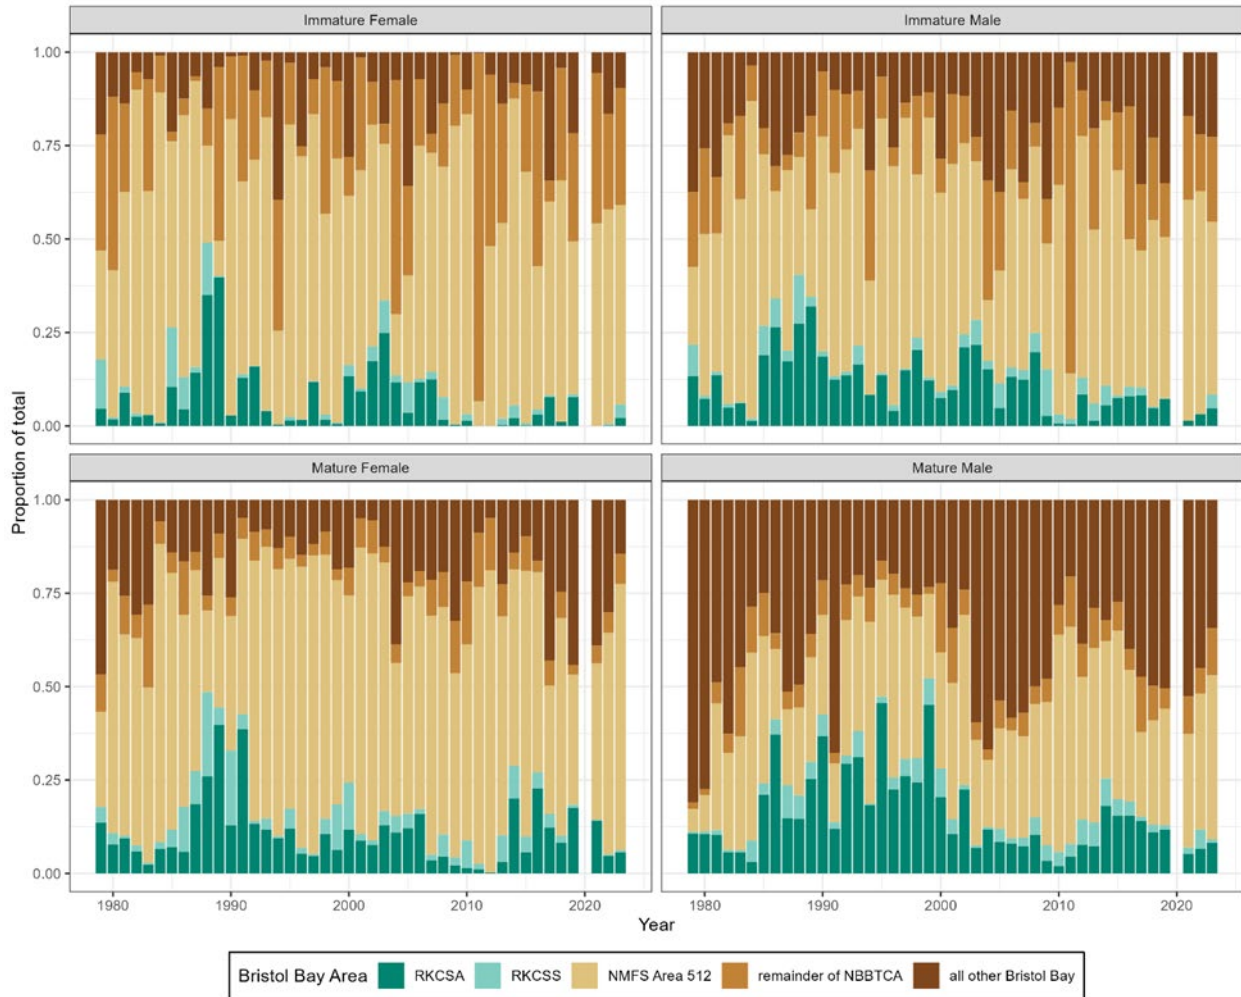 Immature Female
Immature Male
1.00
0.75
0.50
0.25
0.00
Mature Female
Mature Male
1.00
0.75
0.50
0.25
0.00
Proportion of total
1980 1990 2000 2010 2020
1980 1990 2000 2010 2020
Year
Bristol Bay Area RKCSA RKCSS NMFS Area 512 remainder of NBBTCA all other Bristol Bay